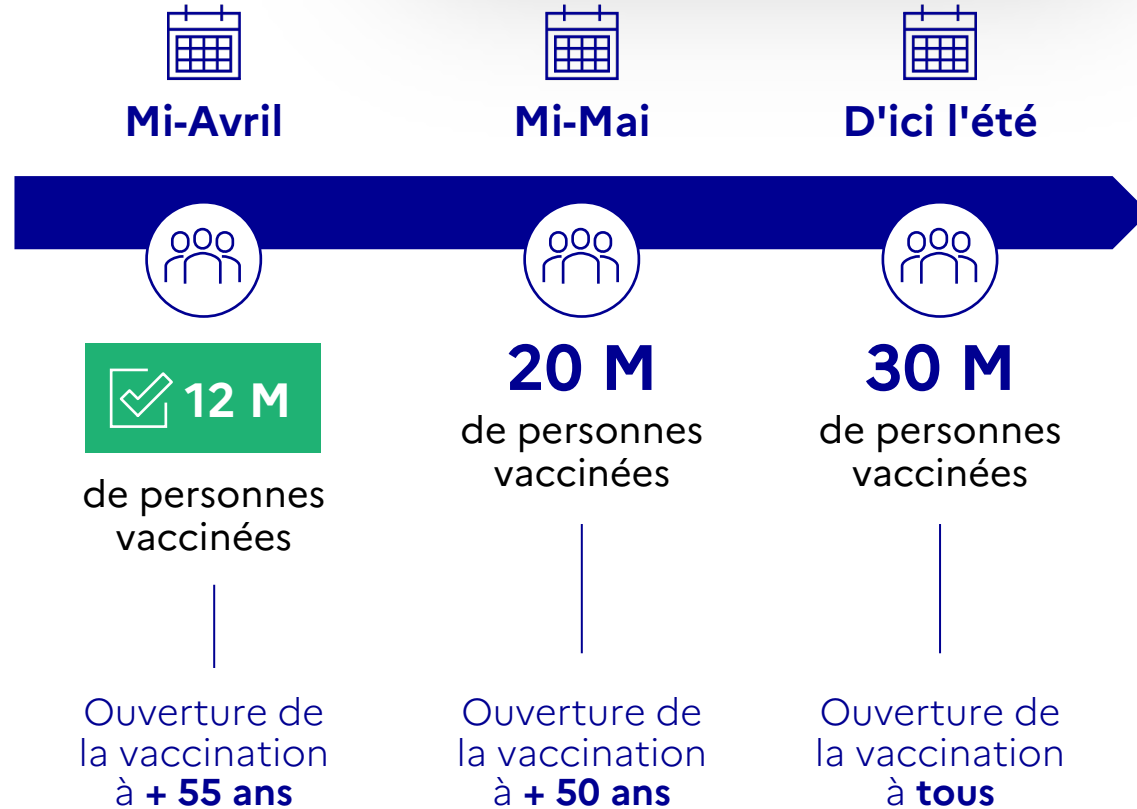 Mi-Avril
Mi-Mai
D'ici l'été
12 M
de personnes
vaccinées
20 M
de personnes
vaccinées
30 M
de personnes
vaccinées
Ouverture de
la vaccination
à + 55 ans
Ouverture de
la vaccination
à + 50 ans
Ouverture de
la vaccination
à tous